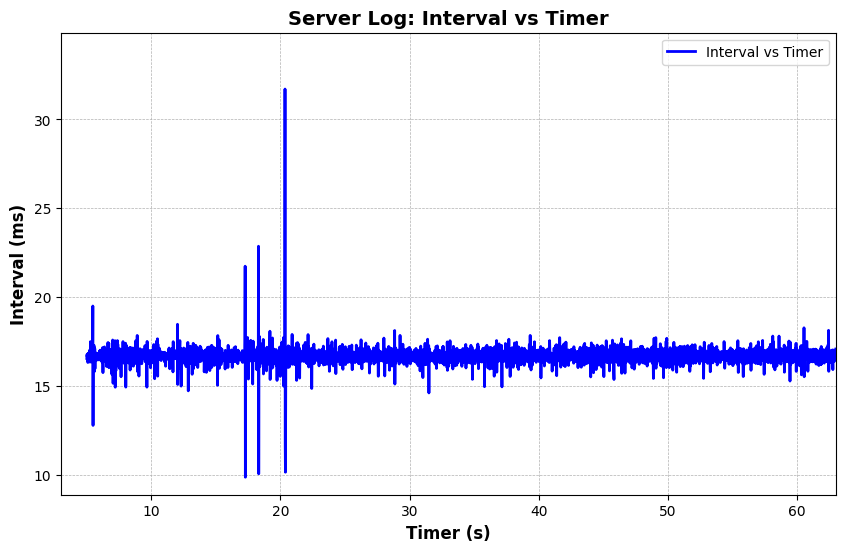 Server Log: Interval vs Timer
Interval vs Timer
Interval (ms)
30
25
20
15
10
10 20 30 40 50 60
Timer (s)